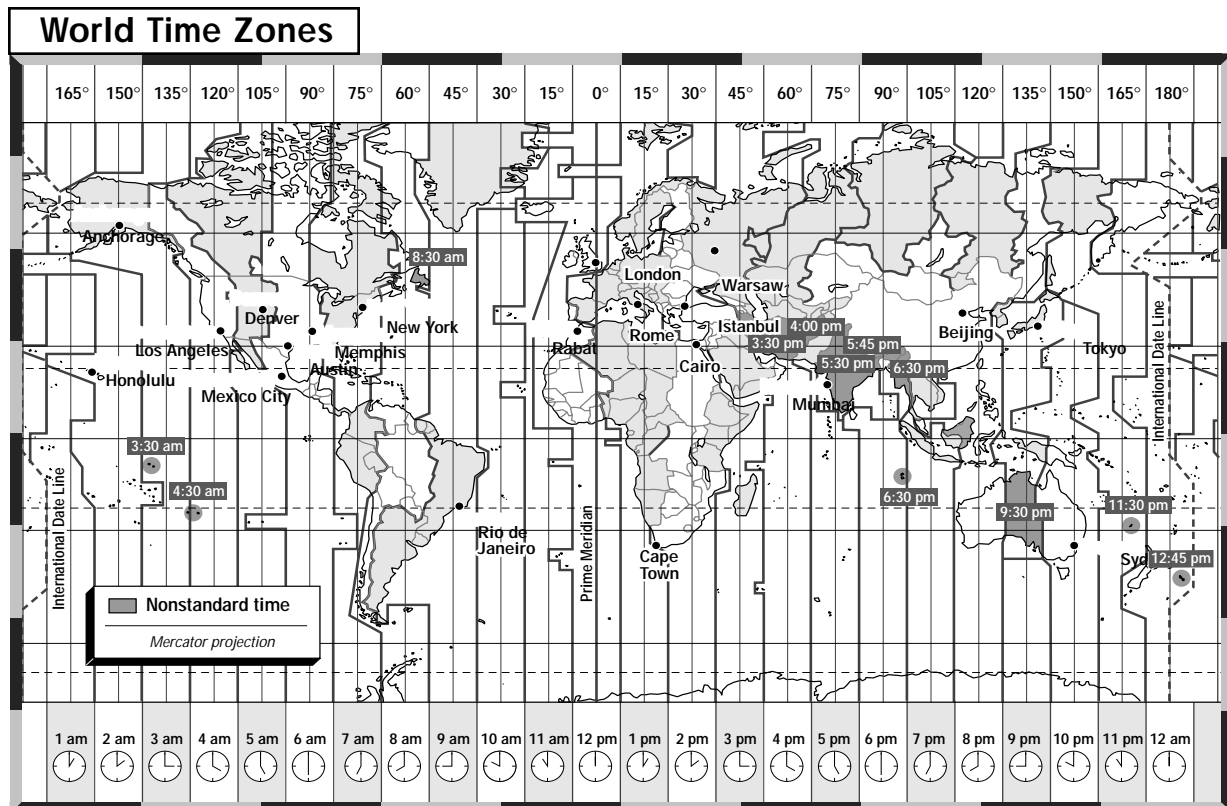 World Time Zones
165° 150° 135° 120° 105° 90° 75° 60° 45° 30° 15° 0° 15° 30° 45° 60° 75° 90° 105° 120° 135° 150° 165° 180°
Anchorage
8:30 am
London
Warsaw
Denver
New York
Istanbul
4:00 pm
Beijing
Los Angeles
Memphis
Rabat
Rome
3:30 pm
5:45 pm
Tokyo
Honolulu
Austin
Cairo
5:30 pm
6:30 pm
Mexico City
Mumbai
International Date Line
3:30 am
4:30 am
6:30 pm
9:30 pm
11:30 pm
International Date Line
Rio de
Janeiro
Prime Meridian
Cape
Town
Syd
12:45 pm
Nonstandard time
Mercator projection
1 am 2 am 3 am 4 am 5 am 6 am 7 am 8 am 9 am 10 am 11 am 12 pm 1 pm 2 pm 3 pm 4 pm 5 pm 6 pm 7 pm 8 pm 9 pm 10 pm 11 pm 12 am